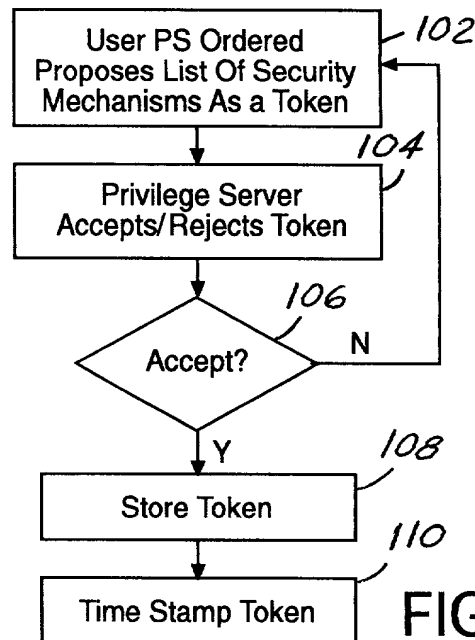 User PS Ordered
Proposes List Of Security
Mechanisms As a Token
102
Privilege Server
Accepts/Rejects Token
104
Accept?
106
N
Y
Store Token
108
Time Stamp Token
110
FIG